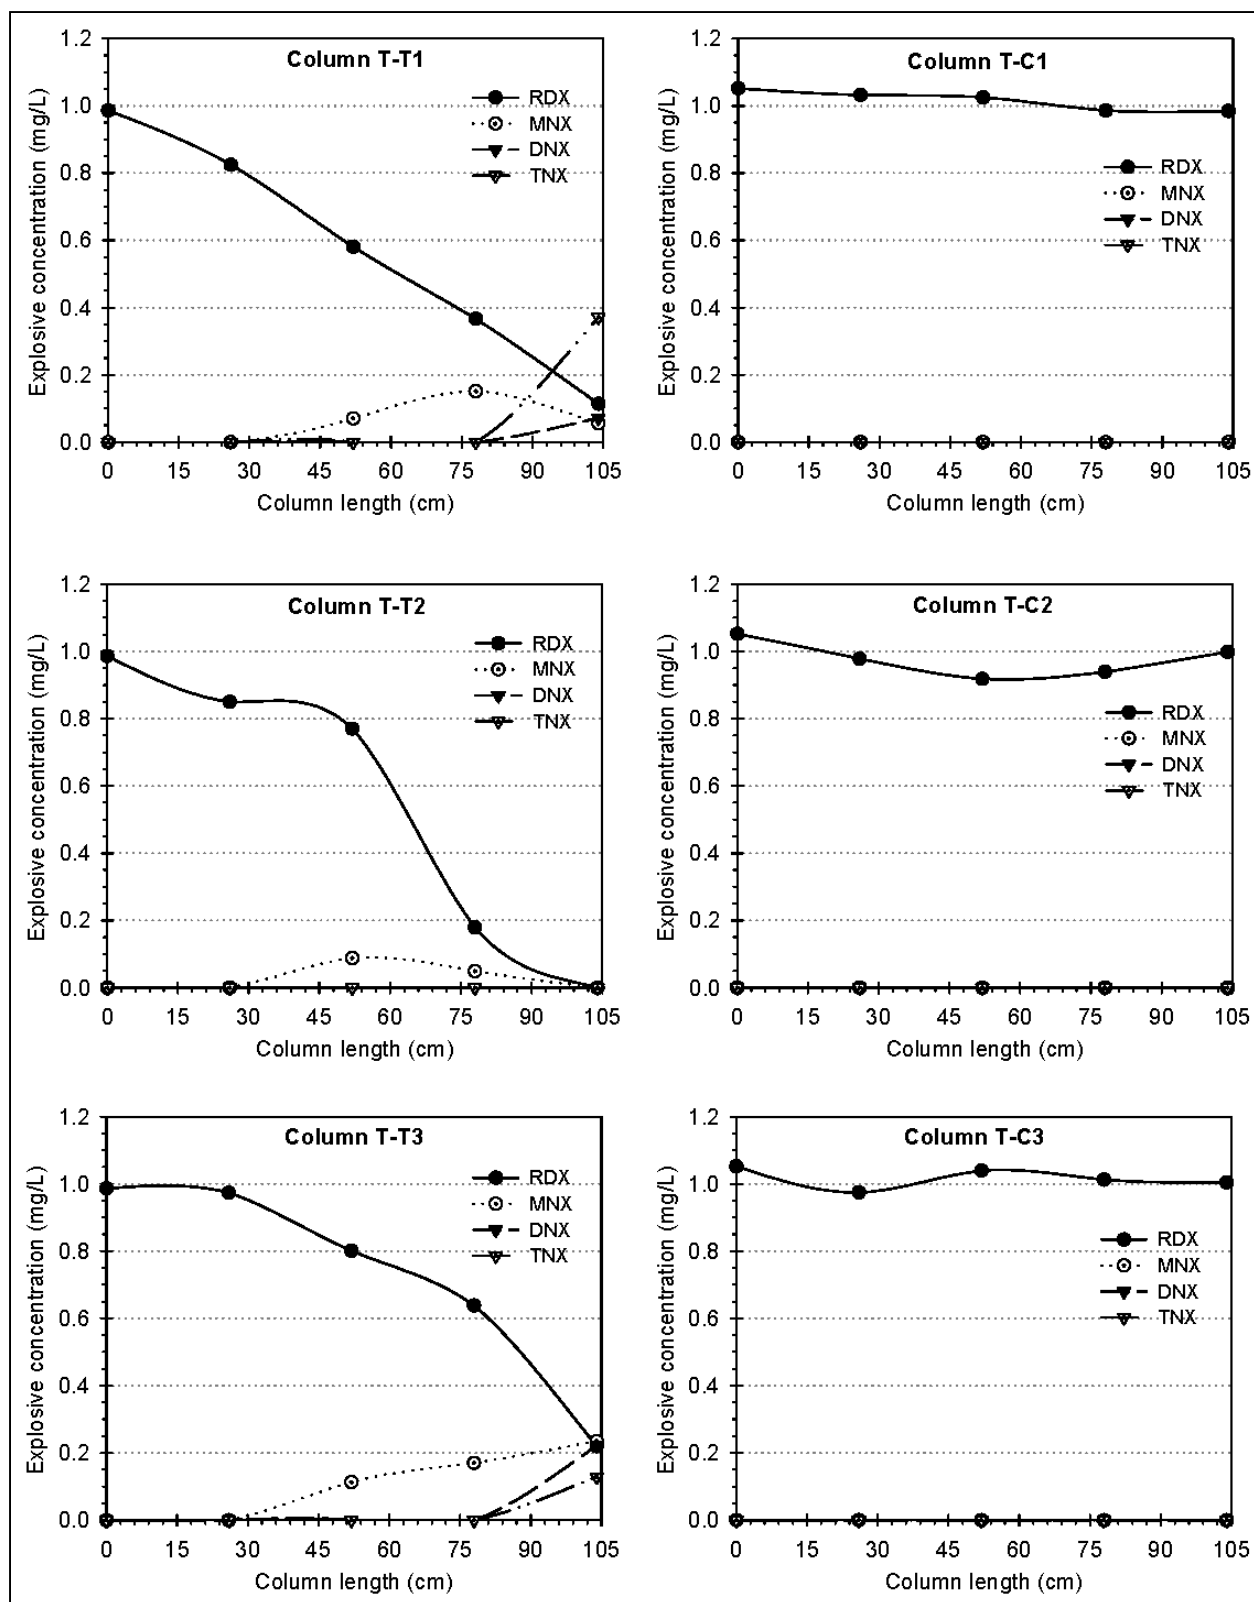 Column T-T1
RDX
MNX
DNX
TNX
Explosive concentration (mg/L)
1.2
1.0
0.8
0.6
0.4
0.2
0.0
0 15 30 45 60 75 90 105
Column length (cm)
Column T-C1
RDX
MNX
DNX
TNX
Explosive concentration (mg/L)
1.2
1.0
0.8
0.6
0.4
0.2
0.0
0 15 30 45 60 75 90 105
Column length (cm)
Column T-T2
RDX
MNX
DNX
TNX
Explosive concentration (mg/L)
1.2
1.0
0.8
0.6
0.4
0.2
0.0
0 15 30 45 60 75 90 105
Column length (cm)
Column T-C2
RDX
MNX
DNX
TNX
Explosive concentration (mg/L)
1.2
1.0
0.8
0.6
0.4
0.2
0.0
0 15 30 45 60 75 90 105
Column length (cm)
Column T-T3
RDX
MNX
DNX
TNX
Explosive concentration (mg/L)
1.2
1.0
0.8
0.6
0.4
0.2
0.0
0 15 30 45 60 75 90 105
Column length (cm)
Column T-C3
RDX
MNX
DNX
TNX
Explosive concentration (mg/L)
1.2
1.0
0.8
0.6
0.4
0.2
0.0
0 15 30 45 60 75 90 105
Column length (cm)